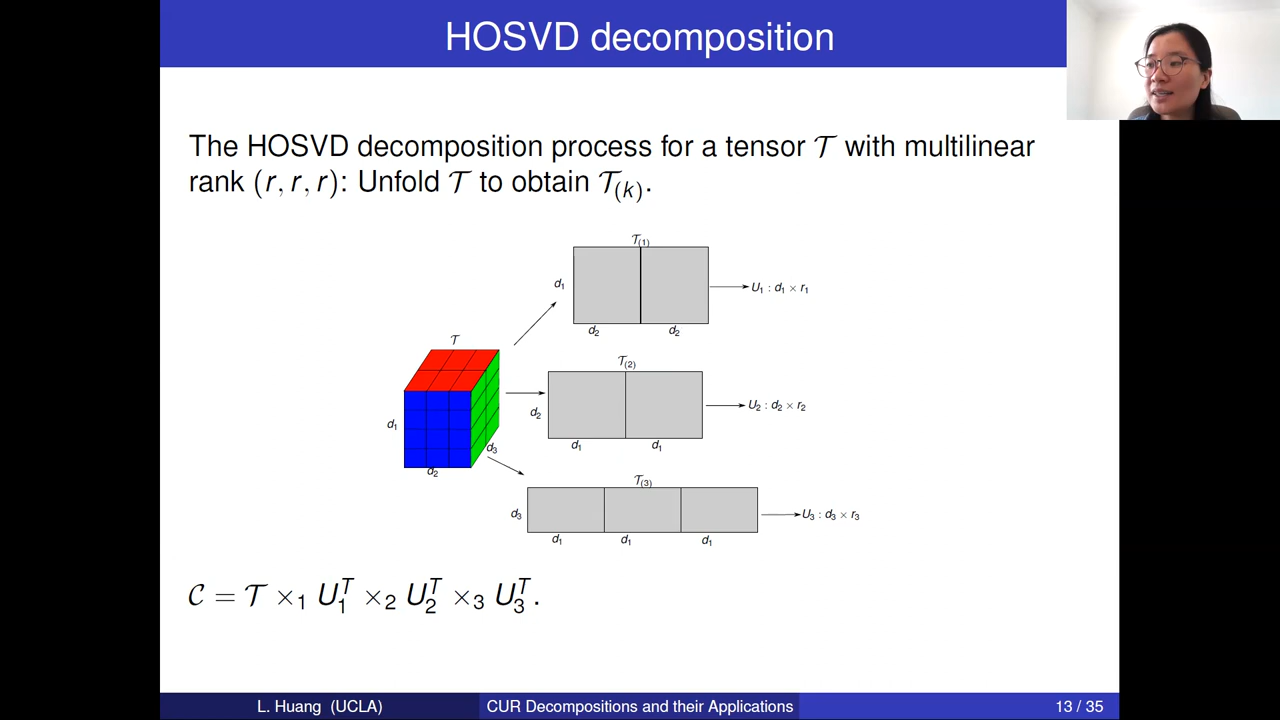 HOSVD decomposition
The HOSVD decomposition process for a tensor 𝒯 with multilinear
rank (r, r, r): Unfold 𝒯 to obtain 𝒯(k).
𝒯(1)
d₁
U₁ : d₁ × r₁
d₂ d₂
𝒯
𝒯(2)
d₂
U₂ : d₂ × r₂
d₁ d₁
d₁
d₃
d₂
𝒯(3)
d₃
U₃ : d₃ × r₃
d₁ d₁ d₁
𝒞 = 𝒯 ×₁ U₁ᵀ ×₂ U₂ᵀ ×₃ U₃ᵀ.
L. Huang (UCLA) CUR Decompositions and their Applications 13 / 35